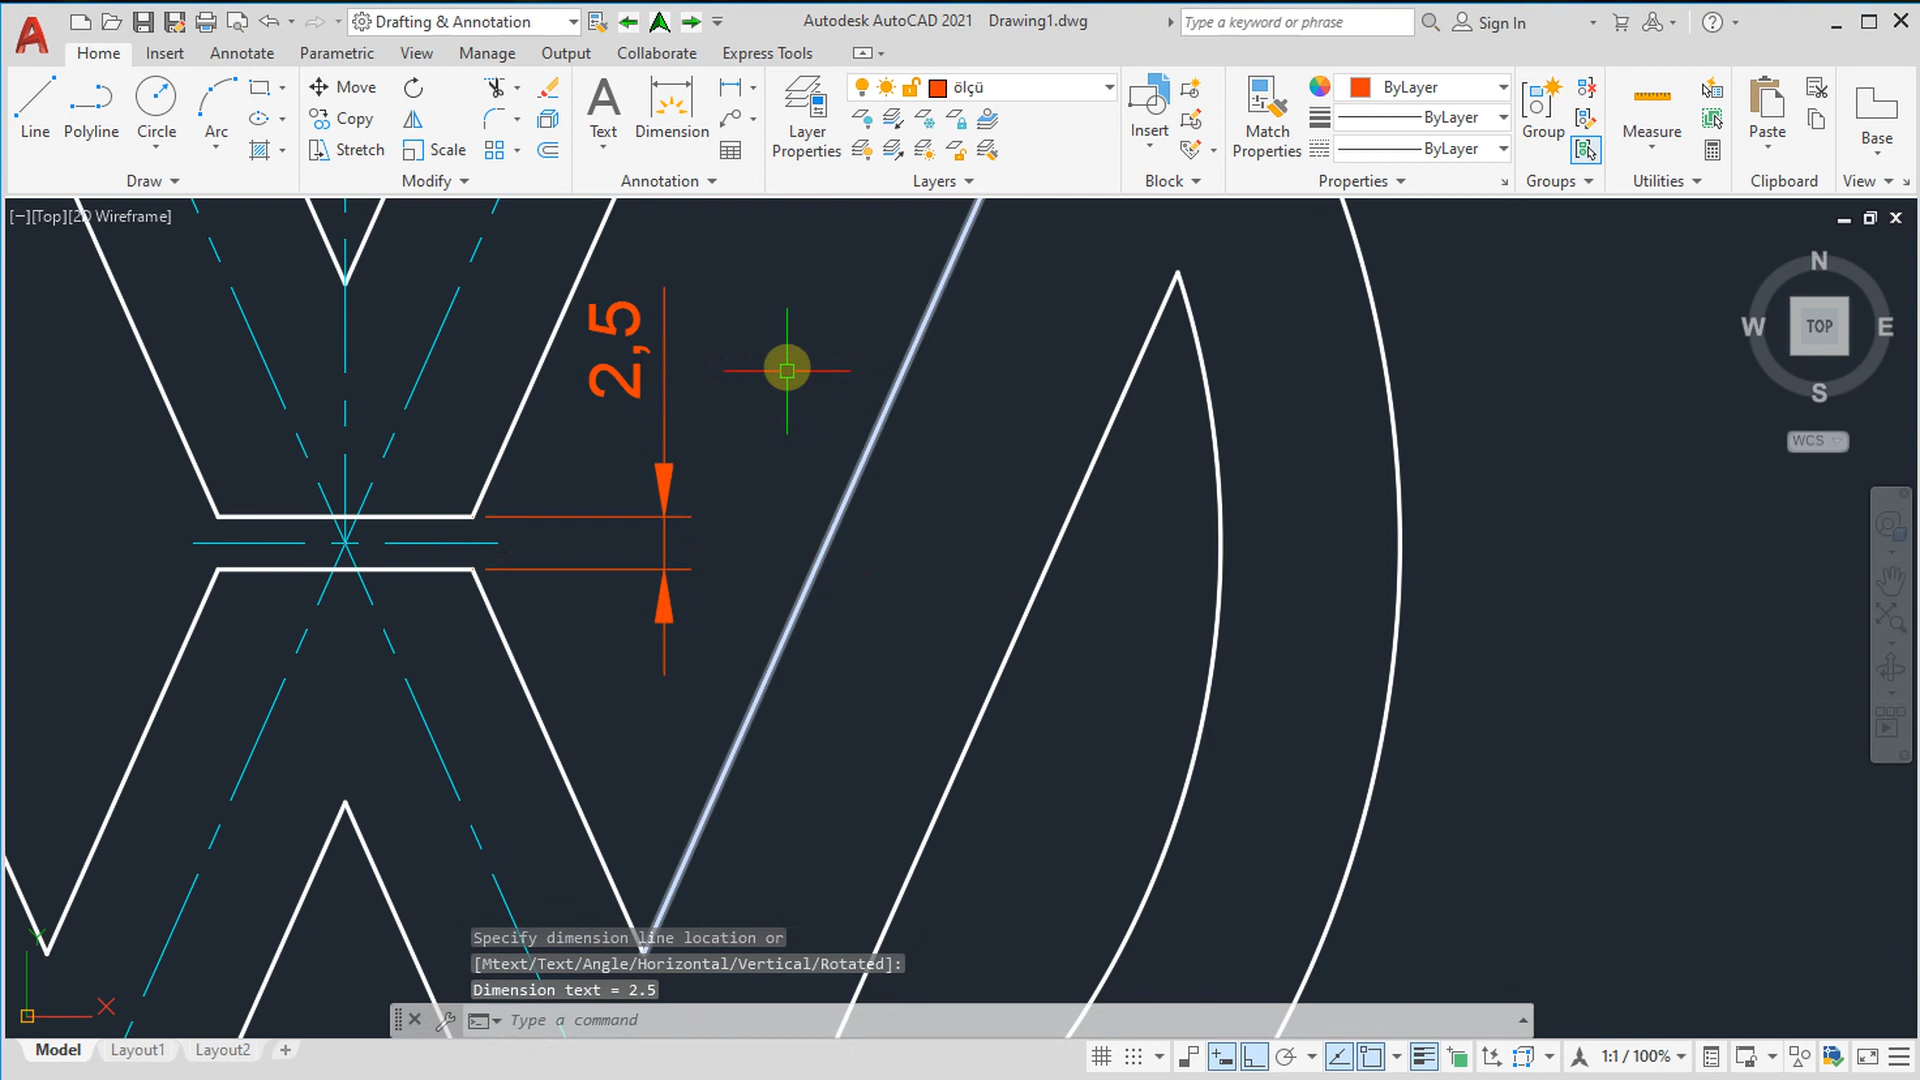 Drafting & Annotation
Autodesk AutoCAD 2021 Drawing1.dwg
Type a keyword or phrase
Sign In
Home Insert Annotate Parametric View Manage Output Collaborate Express Tools
Line Polyline Circle Arc
Move
Copy
Stretch
Scale
Text Dimension
Layer Properties
ölçü
Insert
Match Properties
ByLayer
ByLayer
ByLayer
Group
Measure
Paste
Base
Draw Modify Annotation Layers Block Properties Groups Utilities Clipboard View
[−][Top][2D Wireframe]
N
W TOP E
S
WCS
2,5
Y
X
Specify dimension line location or
[Mtext/Text/Angle/Horizontal/Vertical/Rotated]:
Dimension text = 2.5
Type a command
Model Layout1 Layout2 +
1:1 / 100%